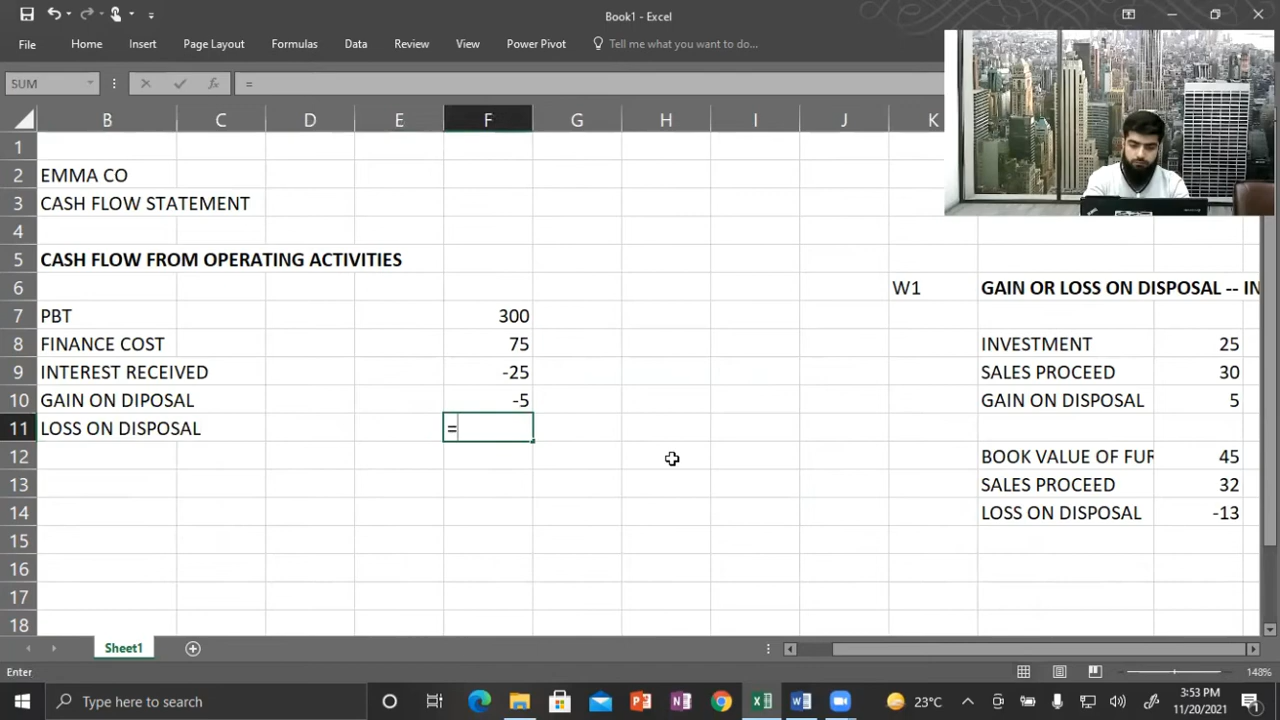 Book1 - Excel
File Home Insert Page Layout Formulas Data Review View Power Pivot Tell me what you want to do...
SUM fx =
B C D E F G H I J K
1
2 EMMA CO
3 CASH FLOW STATEMENT
4
5 CASH FLOW FROM OPERATING ACTIVITIES
6 W1 GAIN OR LOSS ON DISPOSAL -- IN
7 PBT 300
8 FINANCE COST 75 INVESTMENT 25
9 INTEREST RECEIVED -25 SALES PROCEED 30
10 GAIN ON DIPOSAL -5 GAIN ON DISPOSAL 5
11 LOSS ON DISPOSAL =
12 BOOK VALUE OF FUR 45
13 SALES PROCEED 32
14 LOSS ON DISPOSAL -13
15
16
17
18
Sheet1
Enter 148%
Type here to search 23°C 3:53 PM
11/20/2021